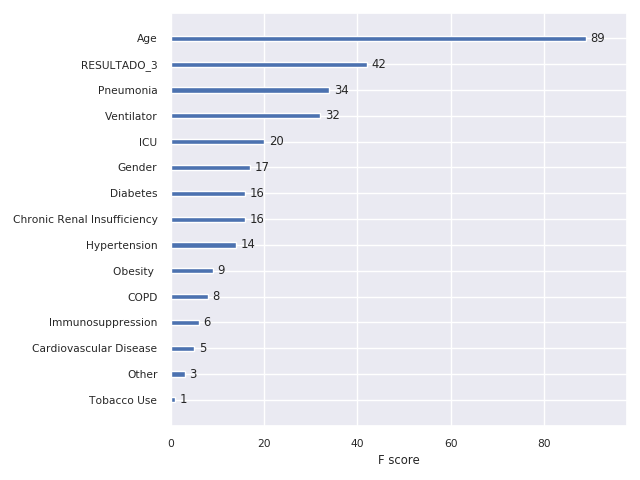 Age 89
RESULTADO_3 42
Pneumonia 34
Ventilator 32
ICU 20
Gender 17
Diabetes 16
Chronic Renal Insufficiency 16
Hypertension 14
Obesity 9
COPD 8
Immunosuppression 6
Cardiovascular Disease 5
Other 3
Tobacco Use 1
0 20 40 60 80
F score